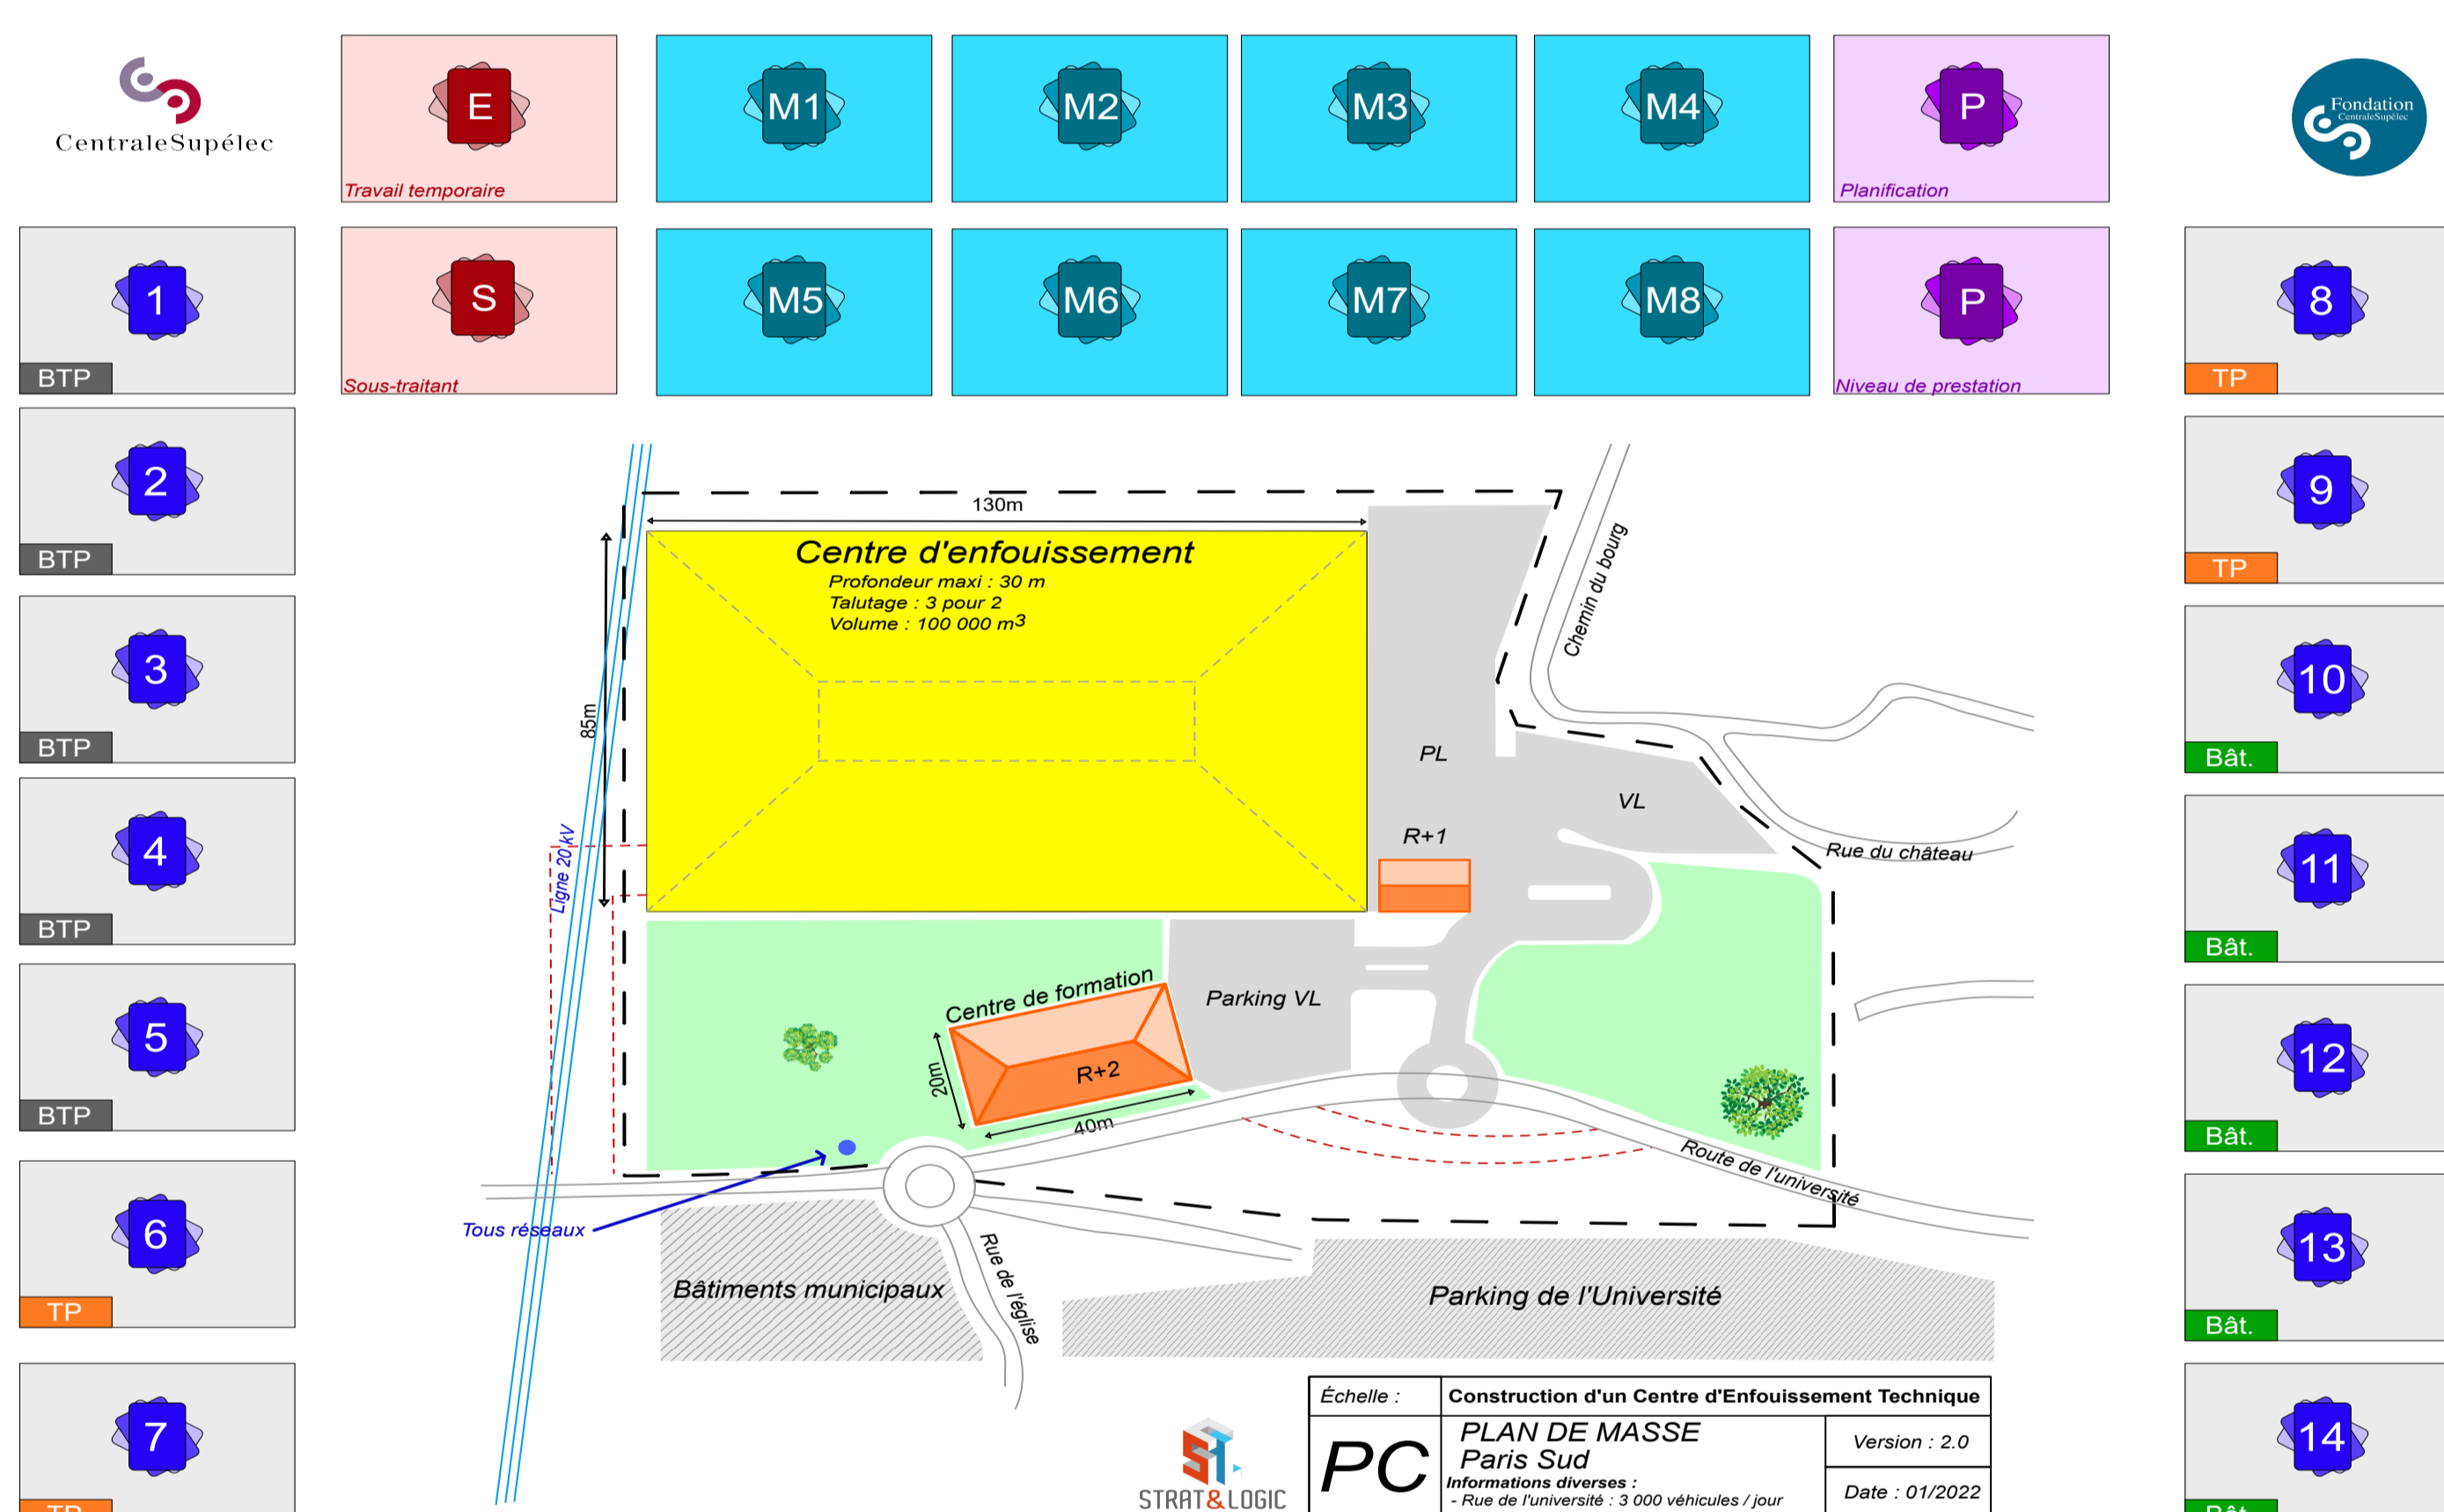 CentraleSupélec
E
Travail temporaire
M1
M2
M3
M4
P
Planification
Fondation
CentraleSupélec
1
BTP
S
Sous-traitant
M5
M6
M7
M8
P
Niveau de prestation
8
TP
2
BTP
9
TP
3
BTP
10
Bât.
4
BTP
11
Bât.
5
BTP
12
Bât.
6
TP
13
Bât.
7
TP
14
Bât.
130m
Centre d'enfouissement
Profondeur maxi : 30 m
Talutage : 3 pour 2
Volume : 100 000 m3
85m
Ligne 20 kV
Chemin du bourg
PL
VL
R+1
Rue du château
Centre de formation
Parking VL
R+2
20m
40m
Route de l'université
Tous réseaux
Rue de l'église
Bâtiments municipaux
Parking de l'Université
STRAT&LOGIC
Échelle :
Construction d'un Centre d'Enfouissement Technique
PC
PLAN DE MASSE
Paris Sud
Informations diverses :
- Rue de l'université : 3 000 véhicules / jour
Version : 2.0
Date : 01/2022